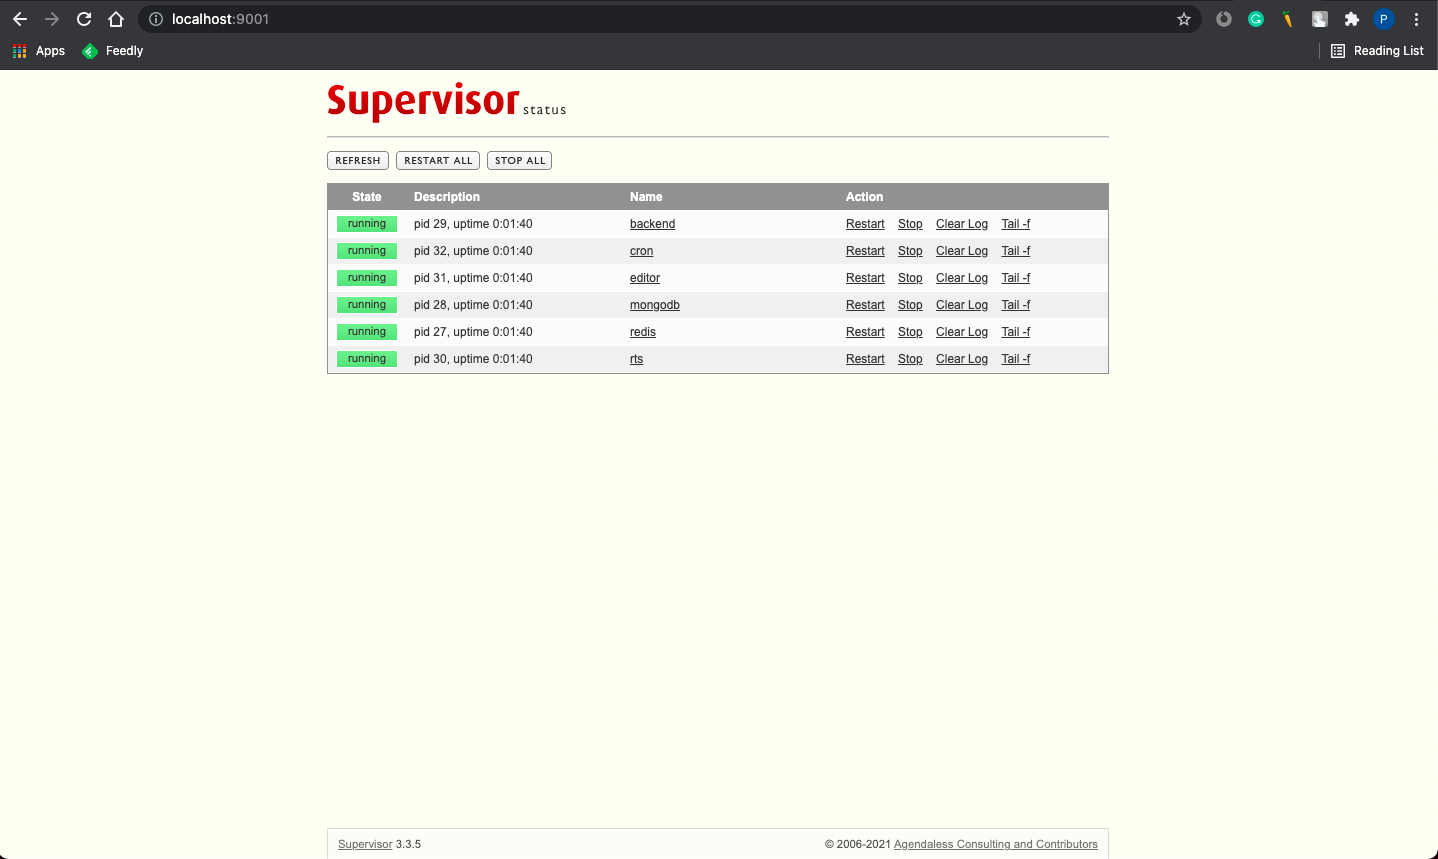 localhost:9001
P
Apps Feedly Reading List
Supervisor status
REFRESH RESTART ALL STOP ALL
State Description Name Action
running pid 29, uptime 0:01:40 backend Restart Stop Clear Log Tail -f
running pid 32, uptime 0:01:40 cron Restart Stop Clear Log Tail -f
running pid 31, uptime 0:01:40 editor Restart Stop Clear Log Tail -f
running pid 28, uptime 0:01:40 mongodb Restart Stop Clear Log Tail -f
running pid 27, uptime 0:01:40 redis Restart Stop Clear Log Tail -f
running pid 30, uptime 0:01:40 rts Restart Stop Clear Log Tail -f
Supervisor 3.3.5 © 2006-2021 Agendaless Consulting and Contributors